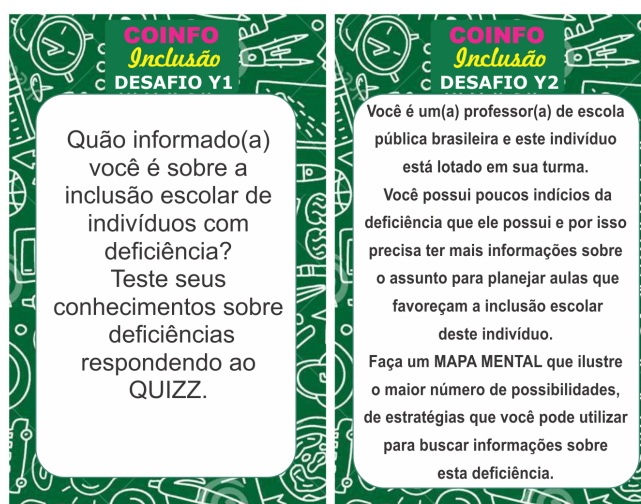 COINFO
Inclusão
DESAFIO Y1
Quão informado(a)
você é sobre a
inclusão escolar de
indivíduos com
deficiência?
Teste seus
conhecimentos sobre
deficiências
respondendo ao
QUIZZ.
COINFO
Inclusão
DESAFIO Y2
Você é um(a) professor(a) de escola
pública brasileira e este indivíduo
está lotado em sua turma.
Você possui poucos indícios da
deficiência que ele possui e por isso
precisa ter mais informações sobre
o assunto para planejar aulas que
favoreçam a inclusão escolar
deste indivíduo.
Faça um MAPA MENTAL que ilustre
o maior número de possibilidades,
de estratégias que você pode utilizar
para buscar informações sobre
esta deficiência.